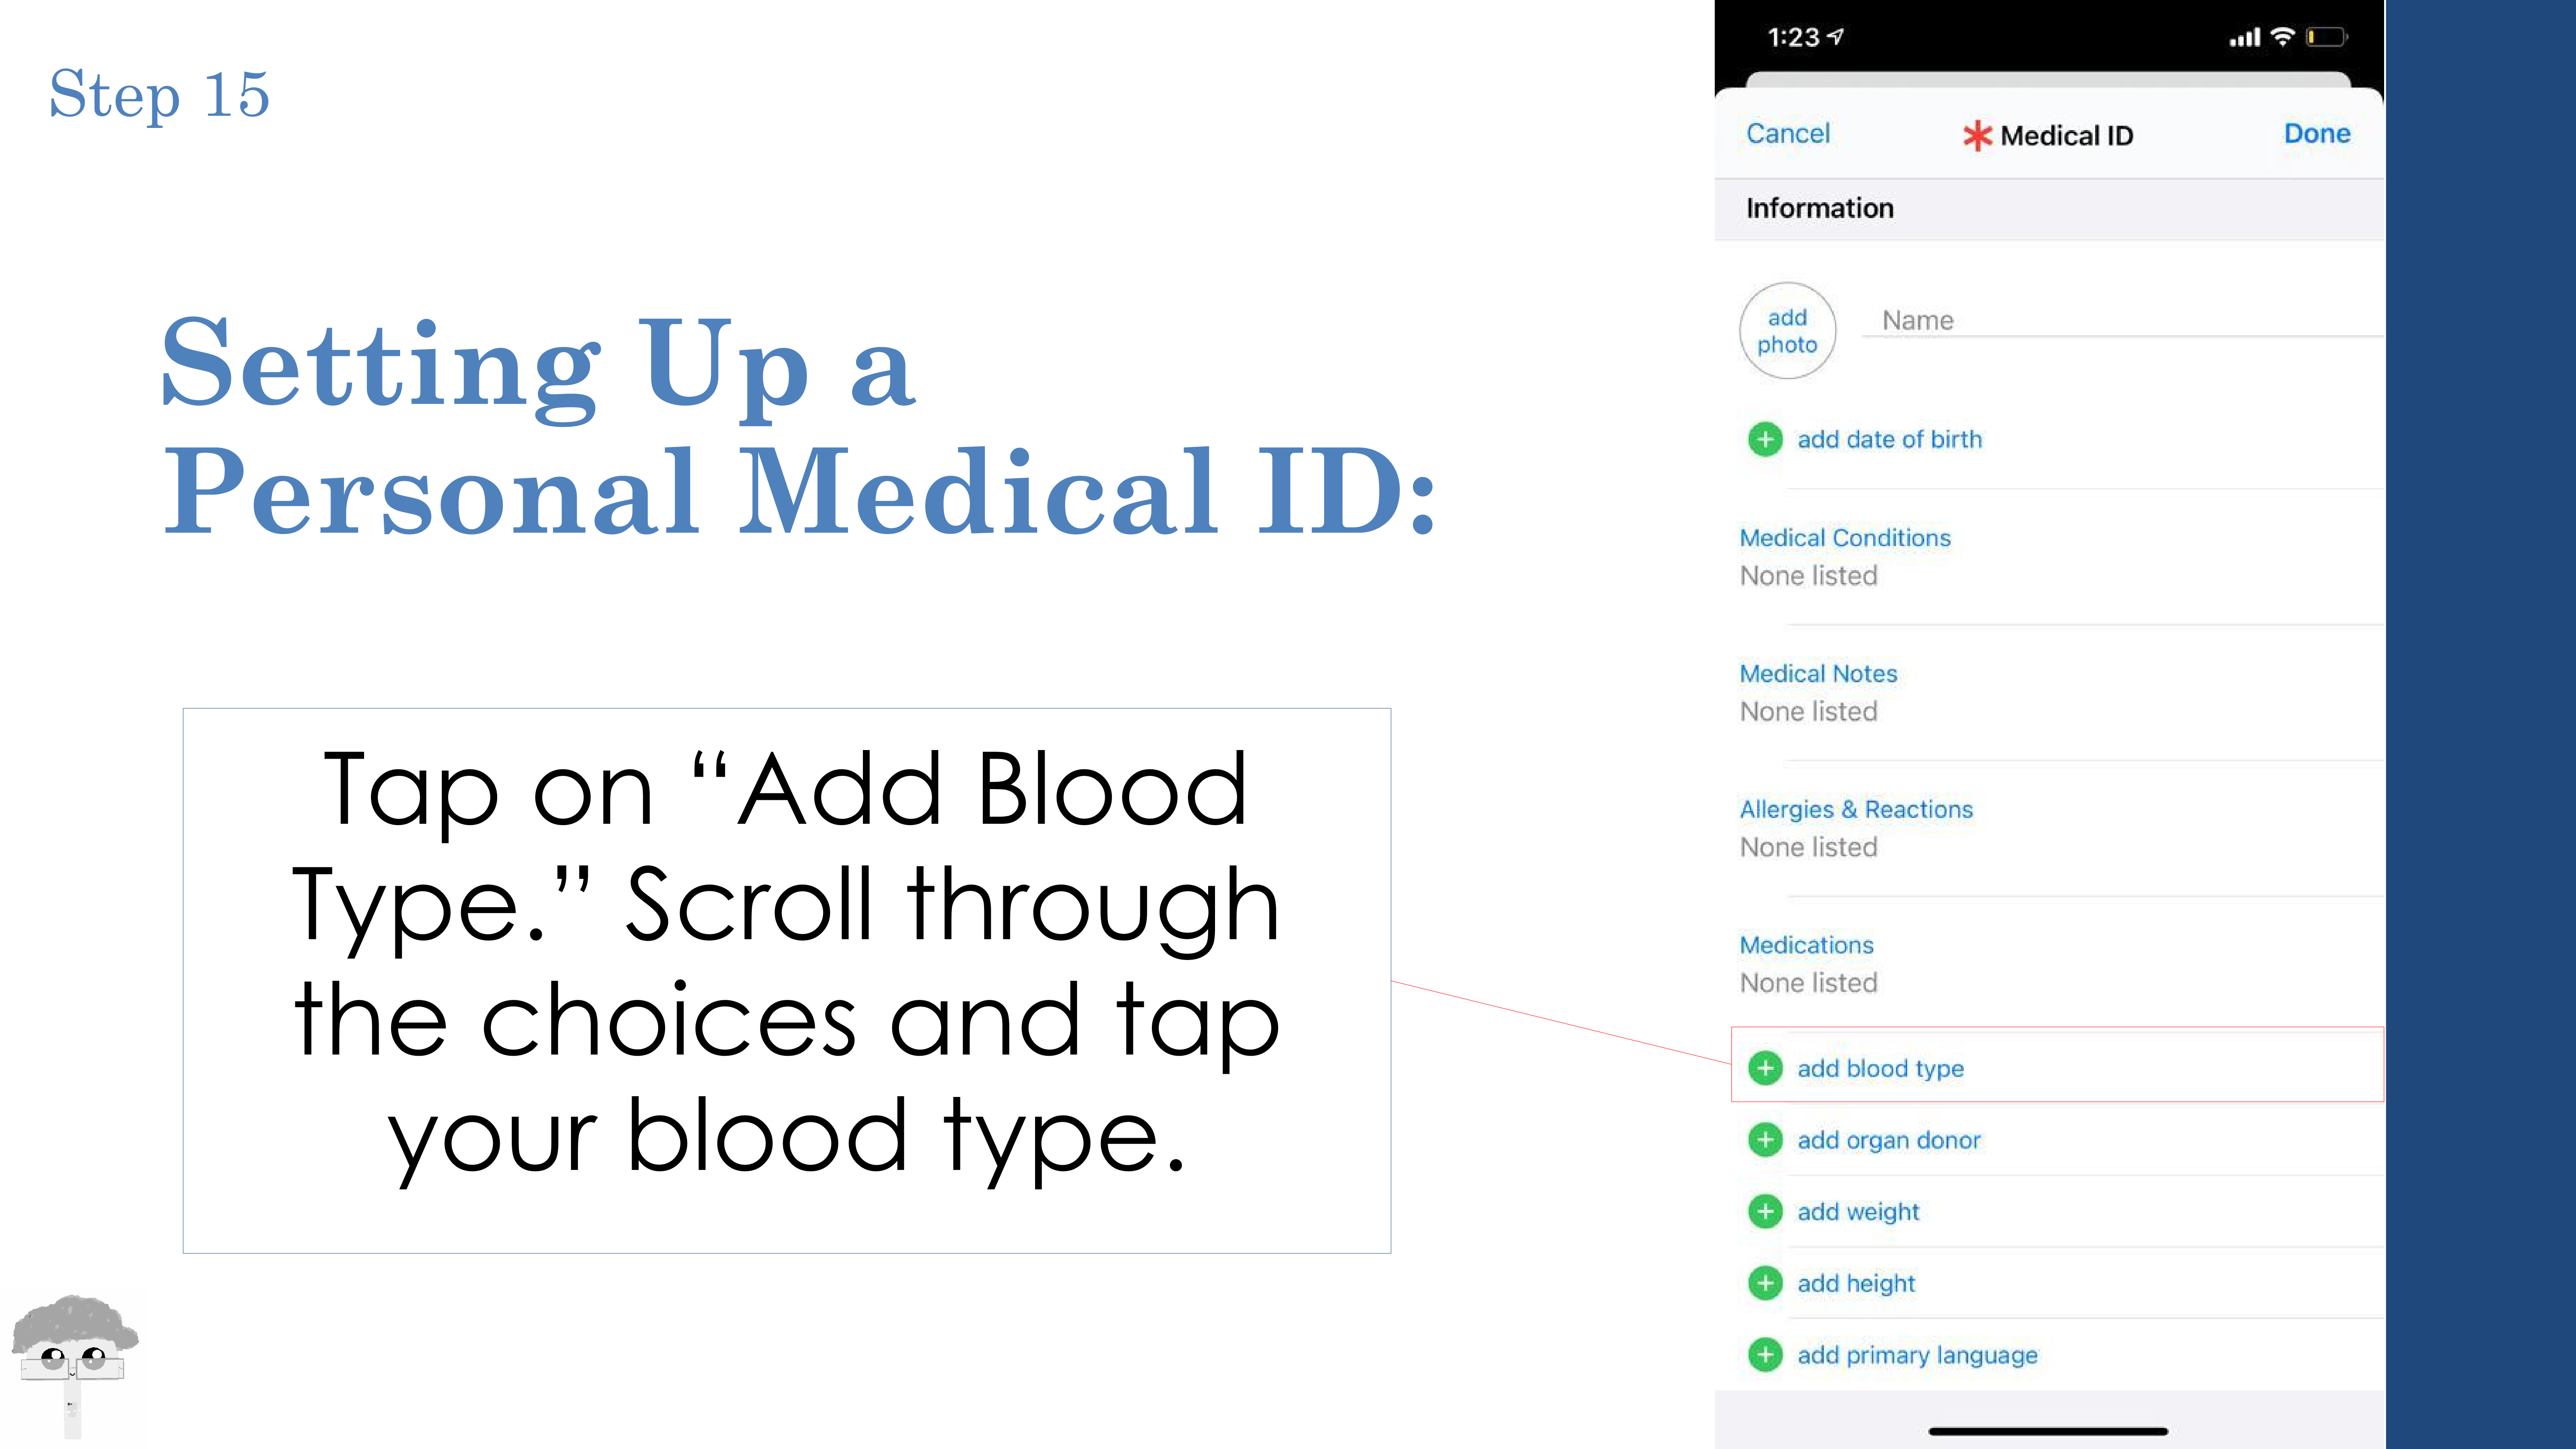 Step 15
Setting Up a
Personal Medical ID:
Tap on “Add Blood
Type.” Scroll through
the choices and tap
your blood type.
1:23
Cancel
Medical ID
Done
Information
add
photo
Name
add date of birth
Medical Conditions
None listed
Medical Notes
None listed
Allergies & Reactions
None listed
Medications
None listed
add blood type
add organ donor
add weight
add height
add primary language